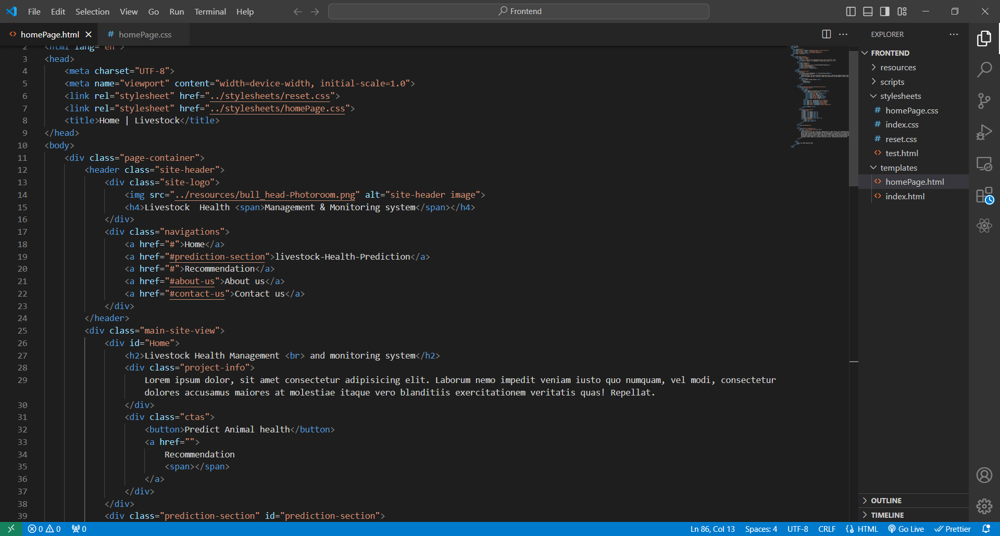 File Edit Selection View Go Run Terminal Help
Frontend
homePage.html
homePage.css
EXPLORER
2 <html lang="en">
3 <head>
4 <meta charset="UTF-8">
5 <meta name="viewport" content="width=device-width, initial-scale=1.0">
6 <link rel="stylesheet" href="../stylesheets/reset.css">
7 <link rel="stylesheet" href="../stylesheets/homePage.css">
8 <title>Home | Livestock</title>
9 </head>
10 <body>
11 <div class="page-container">
12 <header class="site-header">
13 <div class="site-logo">
14 <img src="../resources/bull_head-Photoroom.png" alt="site-header image">
15 <h4>Livestock  Health <span>Management & Monitoring system</span></h4>
16 </div>
17 <div class="navigations">
18 <a href="#">Home</a>
19 <a href="#prediction-section">livestock-Health-Prediction</a>
20 <a href="#">Recommendation</a>
21 <a href="#about-us">About us</a>
22 <a href="#contact-us">Contact us</a>
23 </div>
24 </header>
25 <div class="main-site-view">
26 <div id="Home">
27 <h2>Livestock Health Management <br> and monitoring system</h2>
28 <div class="project-info">
29 Lorem ipsum dolor, sit amet consectetur adipisicing elit. Laborum nemo impedit veniam iusto quo numquam, vel modi, consectetur
dolores accusamus maiores at molestiae itaque vero blanditiis exercitationem veritatis quas! Repellat.
30 </div>
31 <div class="ctas">
32 <button>Predict Animal health</button>
33 <a href="">
34 Recommendation
35 <span></span>
36 </a>
37 </div>
38 </div>
39 <div class="prediction-section" id="prediction-section">
FRONTEND
resources
scripts
stylesheets
# homePage.css
# index.css
# reset.css
<> test.html
templates
<> homePage.html
<> index.html
OUTLINE
TIMELINE
0 0 0
Ln 86, Col 13 Spaces: 4 UTF-8 CRLF HTML Go Live Prettier